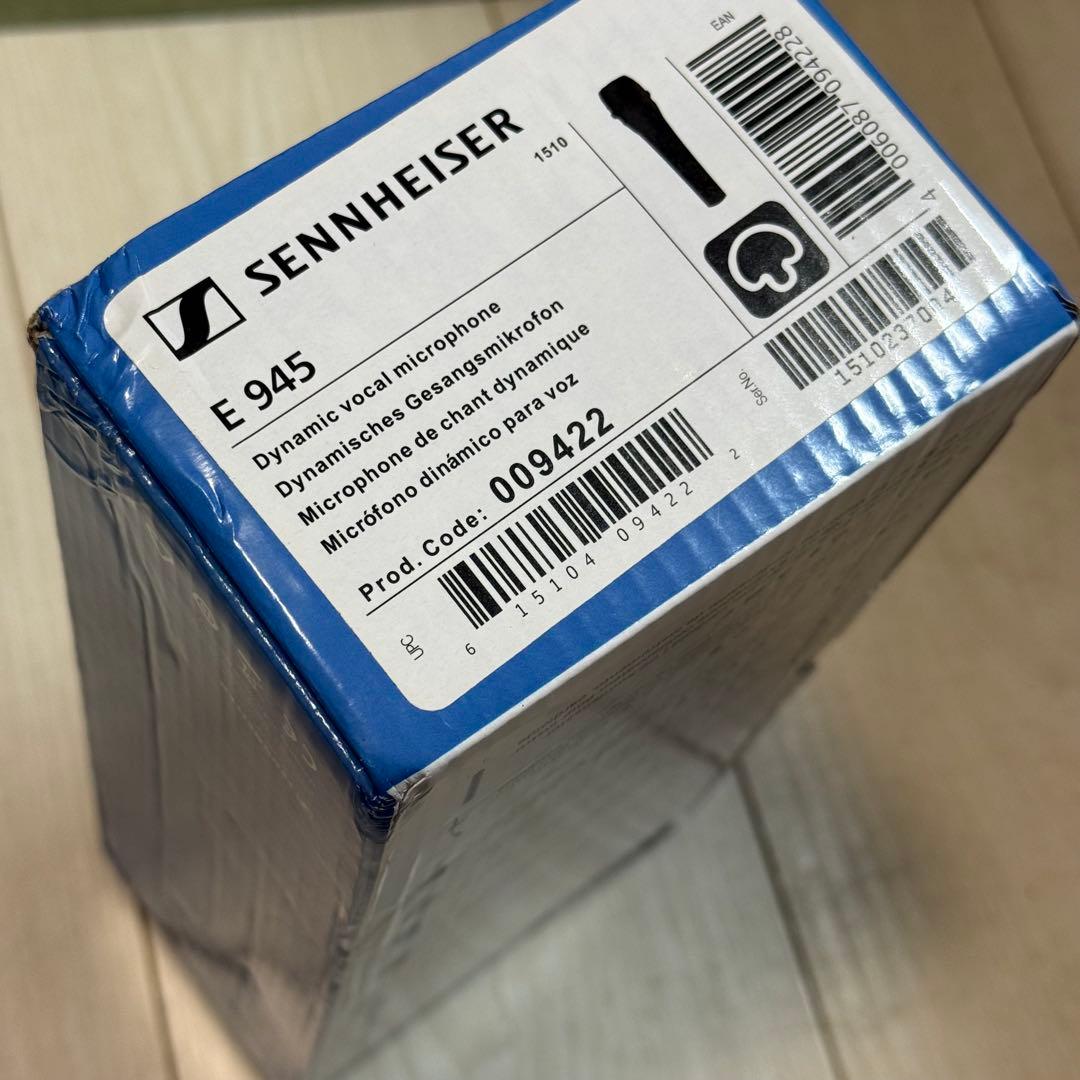 SENNHEISER
1510
E 945
Dynamic vocal microphone
Dynamisches Gesangsmikrofon
Microphone de chant dynamique
Micrófono dinámico para voz
Prod. Code: 009422
UPC
6 15104 09422 2
EAN
4 006087 094228
Ser.No.
1510237014